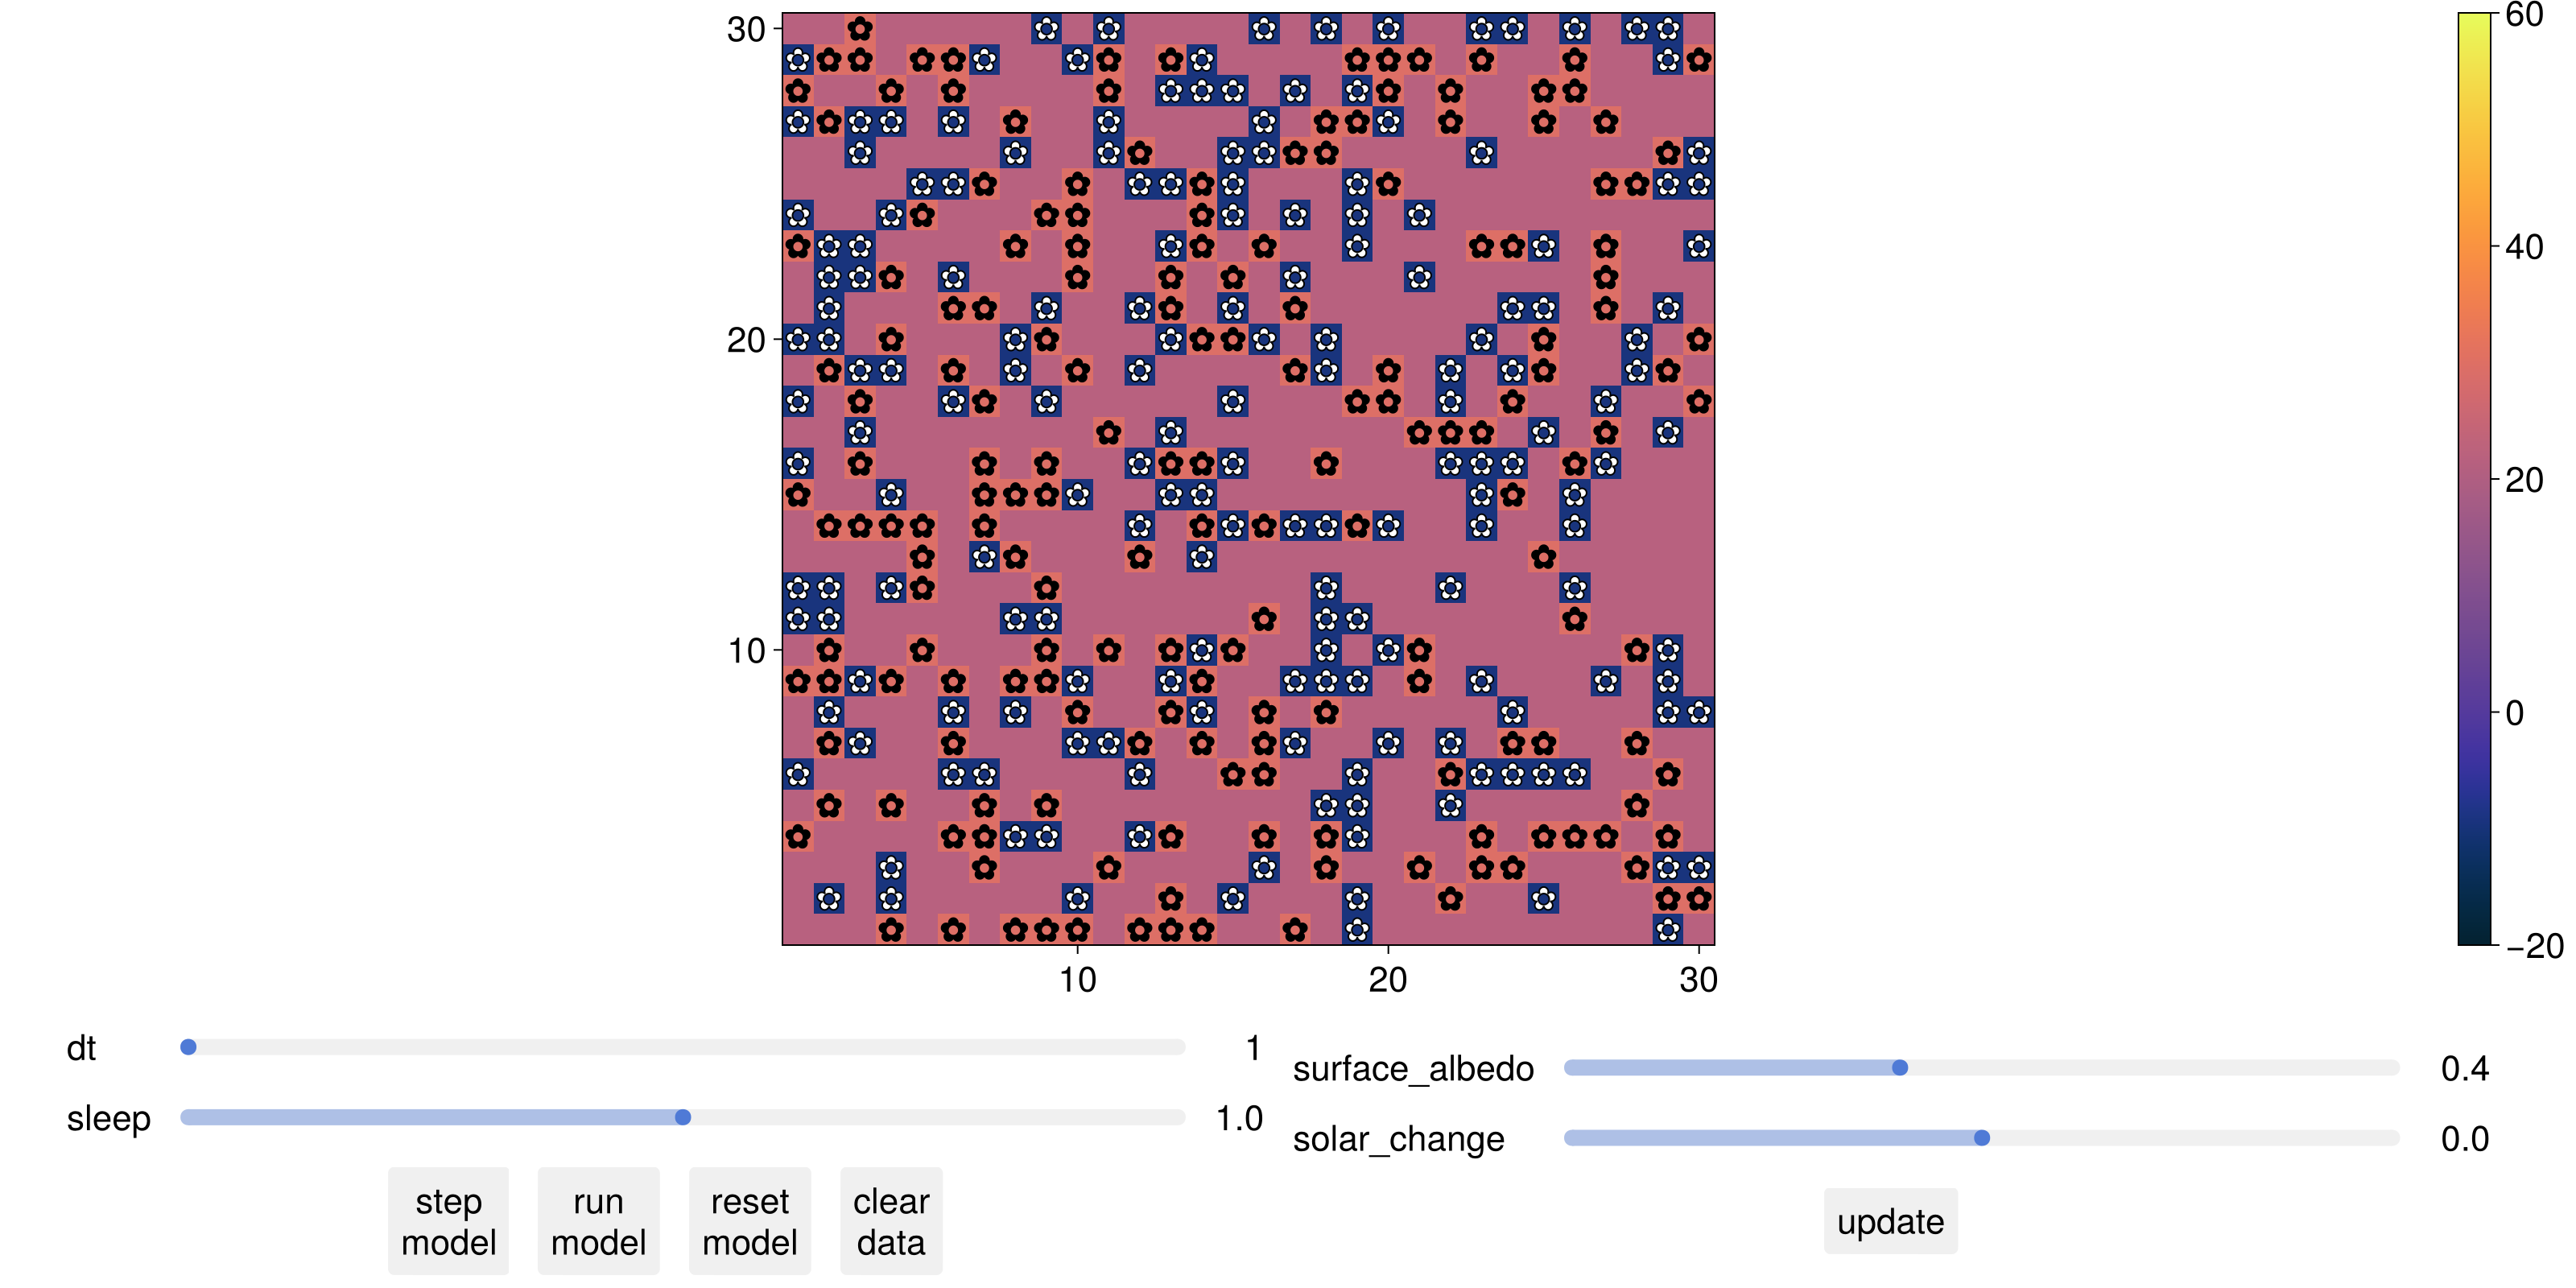 30
20
10
10
20
30
60
40
20
0
−20
dt
1
sleep
1.0
step
model
run
model
reset
model
clear
data
surface_albedo
0.4
solar_change
0.0
update